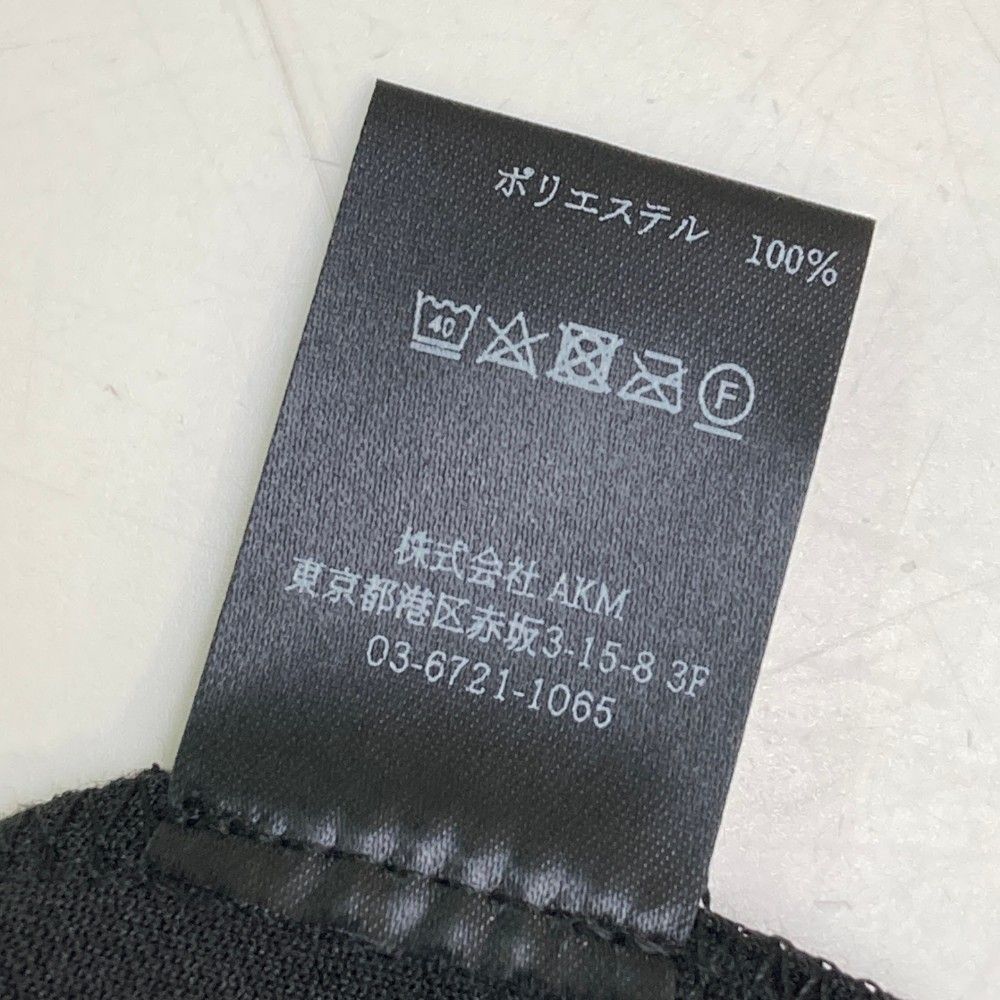 ポリエステル 100%
40 F
株式会社 AKM
東京都港区赤坂3-15-8 3F
03-6721-1065